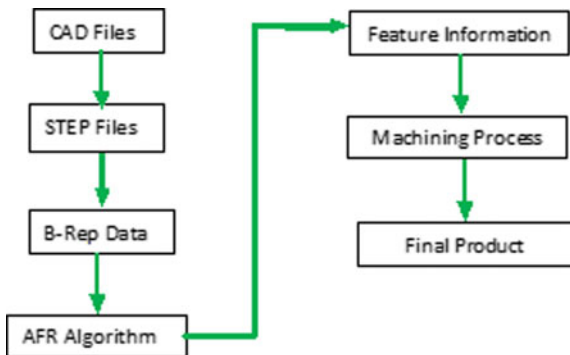 CAD Files
STEP Files
B-Rep Data
AFR Algorithm
Feature Information
Machining Process
Final Product